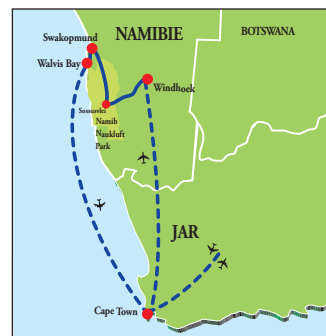 NAMIBIE
BOTSWANA
Swakopmund
Walvis Bay
Windhoek
Sossusvlei
Namib
Naukluft
Park
JAR
Cape Town